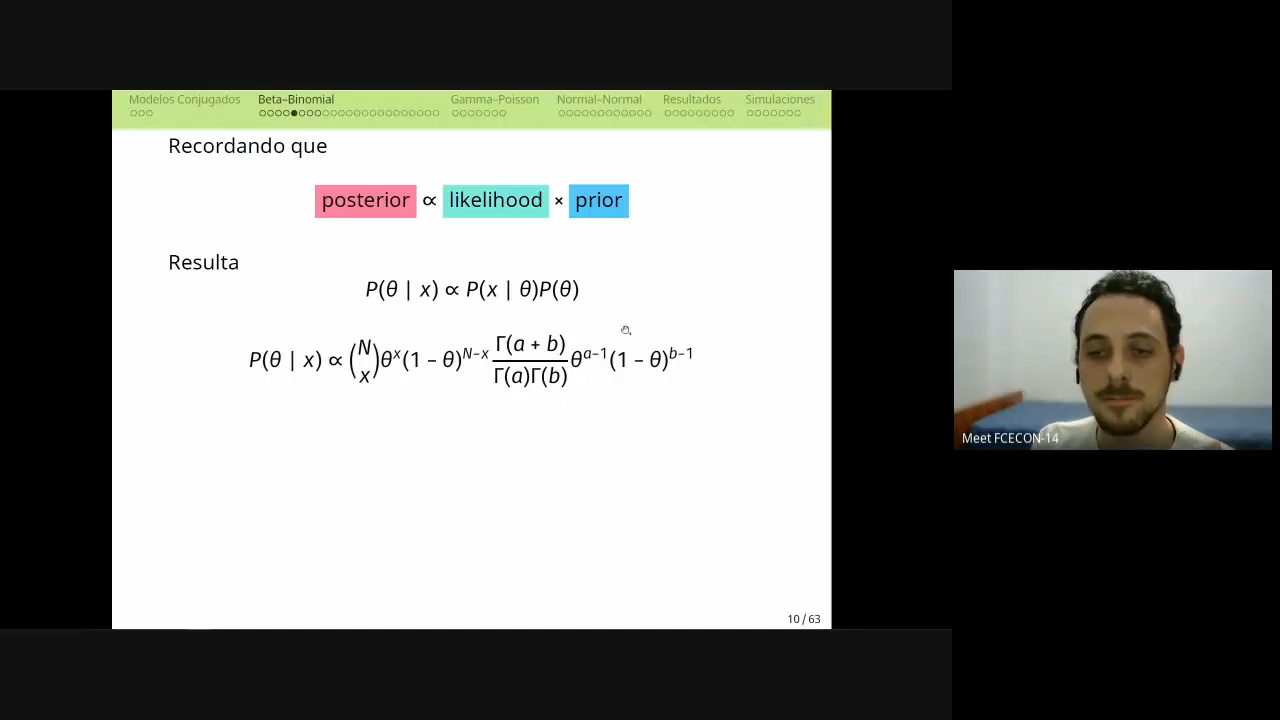 Modelos Conjugados Beta–Binomial Gamma–Poisson Normal–Normal Resultados Simulaciones
Recordando que
posterior ∝ likelihood × prior
Resulta
P(θ | x) ∝ P(x | θ)P(θ)
P(θ | x) ∝ (N x) θ^x (1 – θ)^{N–x} Γ(a + b) / Γ(a)Γ(b) θ^{a–1} (1 – θ)^{b–1}
Meet FCECON-14
10 / 63